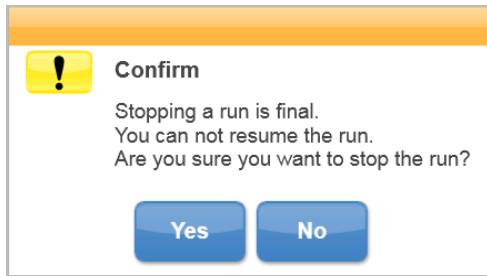 Confirm
Stopping a run is final.
You can not resume the run.
Are you sure you want to stop the run?
Yes
No